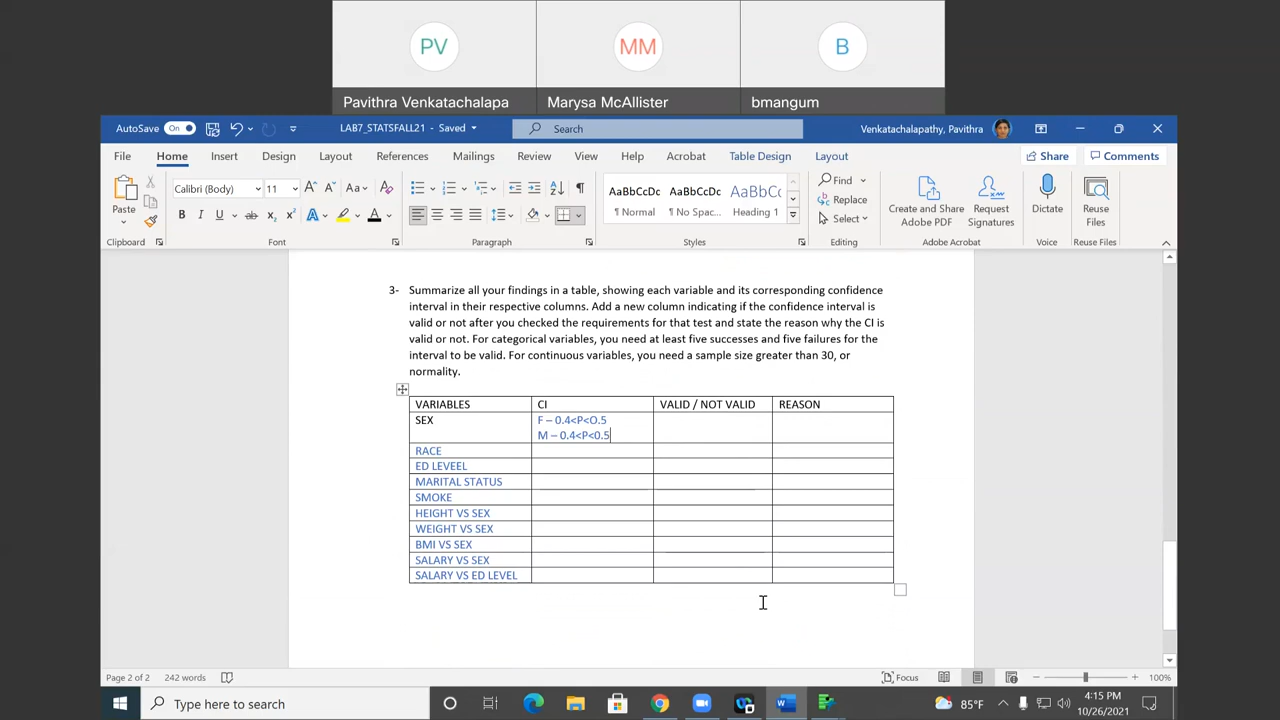 PV
MM
B
Pavithra Venkatachalapa
Marysa McAllister
bmangum
AutoSave On
LAB7_STATSFALL21 - Saved
Search
Venkatachalapathy, Pavithra
File Home Insert Design Layout References Mailings Review View Help Acrobat Table Design Layout
Share Comments
Paste
Clipboard
Calibri (Body) 11
Font
Paragraph
AaBbCcDc AaBbCcDc AaBbCc
Normal No Spac... Heading 1
Styles
Find
Replace
Select
Editing
Create and Share Adobe PDF
Request Signatures
Adobe Acrobat
Dictate
Voice
Reuse Files
Reuse Files
3- Summarize all your findings in a table, showing each variable and its corresponding confidence
interval in their respective columns. Add a new column indicating if the confidence interval is
valid or not after you checked the requirements for that test and state the reason why the CI is
valid or not. For categorical variables, you need at least five successes and five failures for the
interval to be valid. For continuous variables, you need a sample size greater than 30, or
normality.
VARIABLES CI VALID / NOT VALID REASON
SEX F – 0.4<P<O.5
M – 0.4<P<0.5
RACE
ED LEVEEL
MARITAL STATUS
SMOKE
HEIGHT VS SEX
WEIGHT VS SEX
BMI VS SEX
SALARY VS SEX
SALARY VS ED LEVEL
Page 2 of 2 242 words
Focus
100%
Type here to search
85°F
4:15 PM
10/26/2021